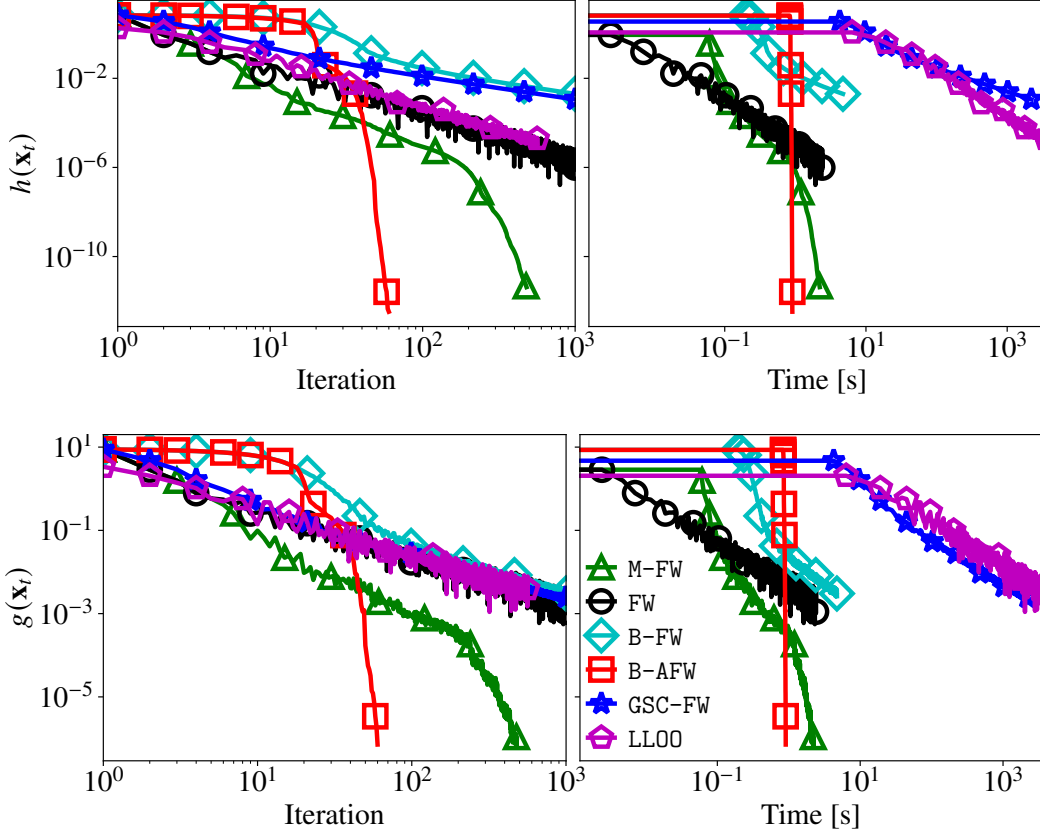 h(x_t)
10^{-2}
10^{-6}
10^{-10}
10^0 10^1 10^2 10^3
Iteration
10^{-1} 10^1 10^3
Time [s]
g(x_t)
10^1
10^{-1}
10^{-3}
10^{-5}
10^0 10^1 10^2 10^3
Iteration
M-FW
FW
B-FW
B-AFW
GSC-FW
LLOO
10^{-1} 10^1 10^3
Time [s]